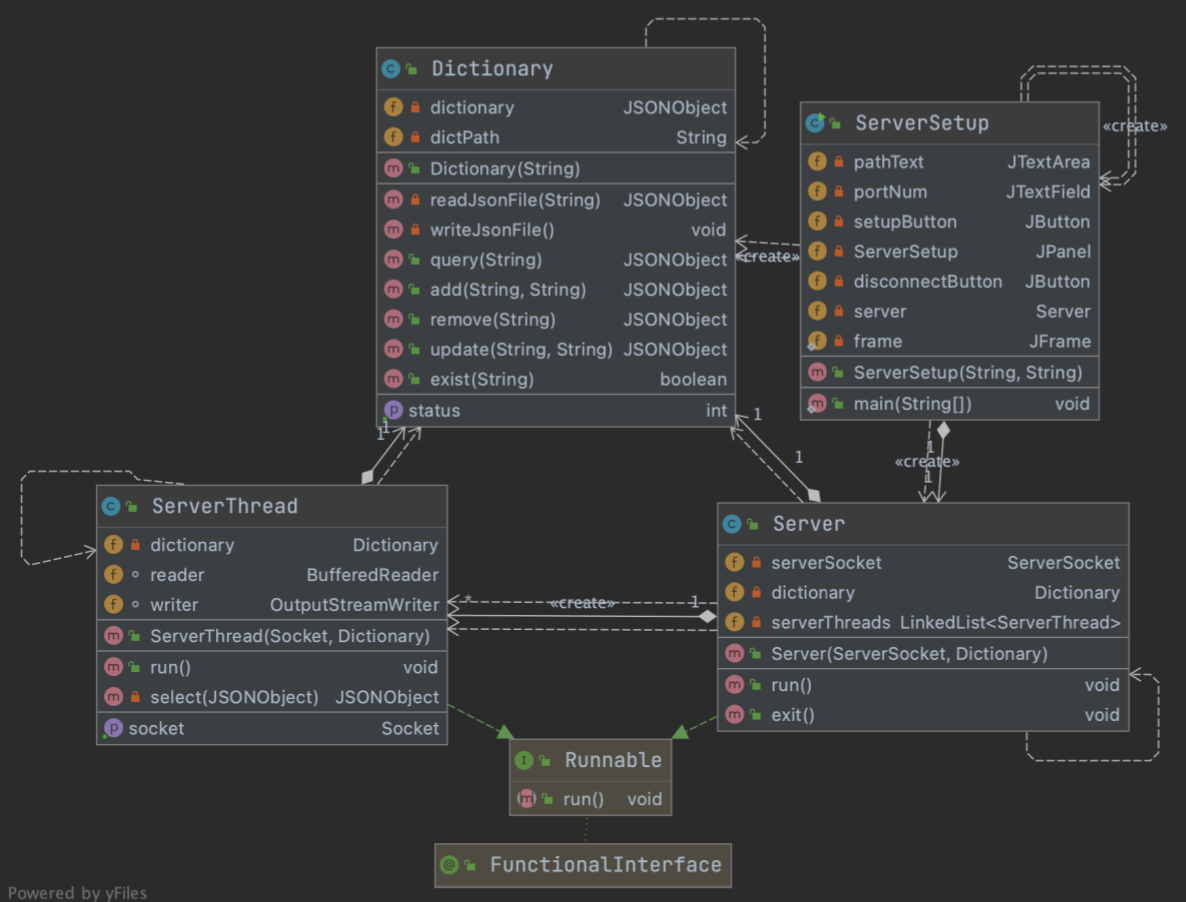 Dictionary
dictionary JSONObject
dictPath String
Dictionary(String)
readJsonFile(String) JSONObject
writeJsonFile() void
query(String) JSONObject
add(String, String) JSONObject
remove(String) JSONObject
update(String, String) JSONObject
exist(String) boolean
status int
ServerSetup
pathText JTextArea
portNum JTextField
setupButton JButton
ServerSetup JPanel
disconnectButton JButton
server Server
frame JFrame
ServerSetup(String, String)
main(String[]) void
«create»
«create»
1
1
1
1
«create»
1
1
ServerThread
dictionary Dictionary
reader BufferedReader
writer OutputStreamWriter
ServerThread(Socket, Dictionary)
run() void
select(JSONObject) JSONObject
socket Socket
* «create» 1
Server
serverSocket ServerSocket
dictionary Dictionary
serverThreads LinkedList<ServerThread>
Server(ServerSocket, Dictionary)
run() void
exit() void
Runnable
run() void
FunctionalInterface
Powered by yFiles